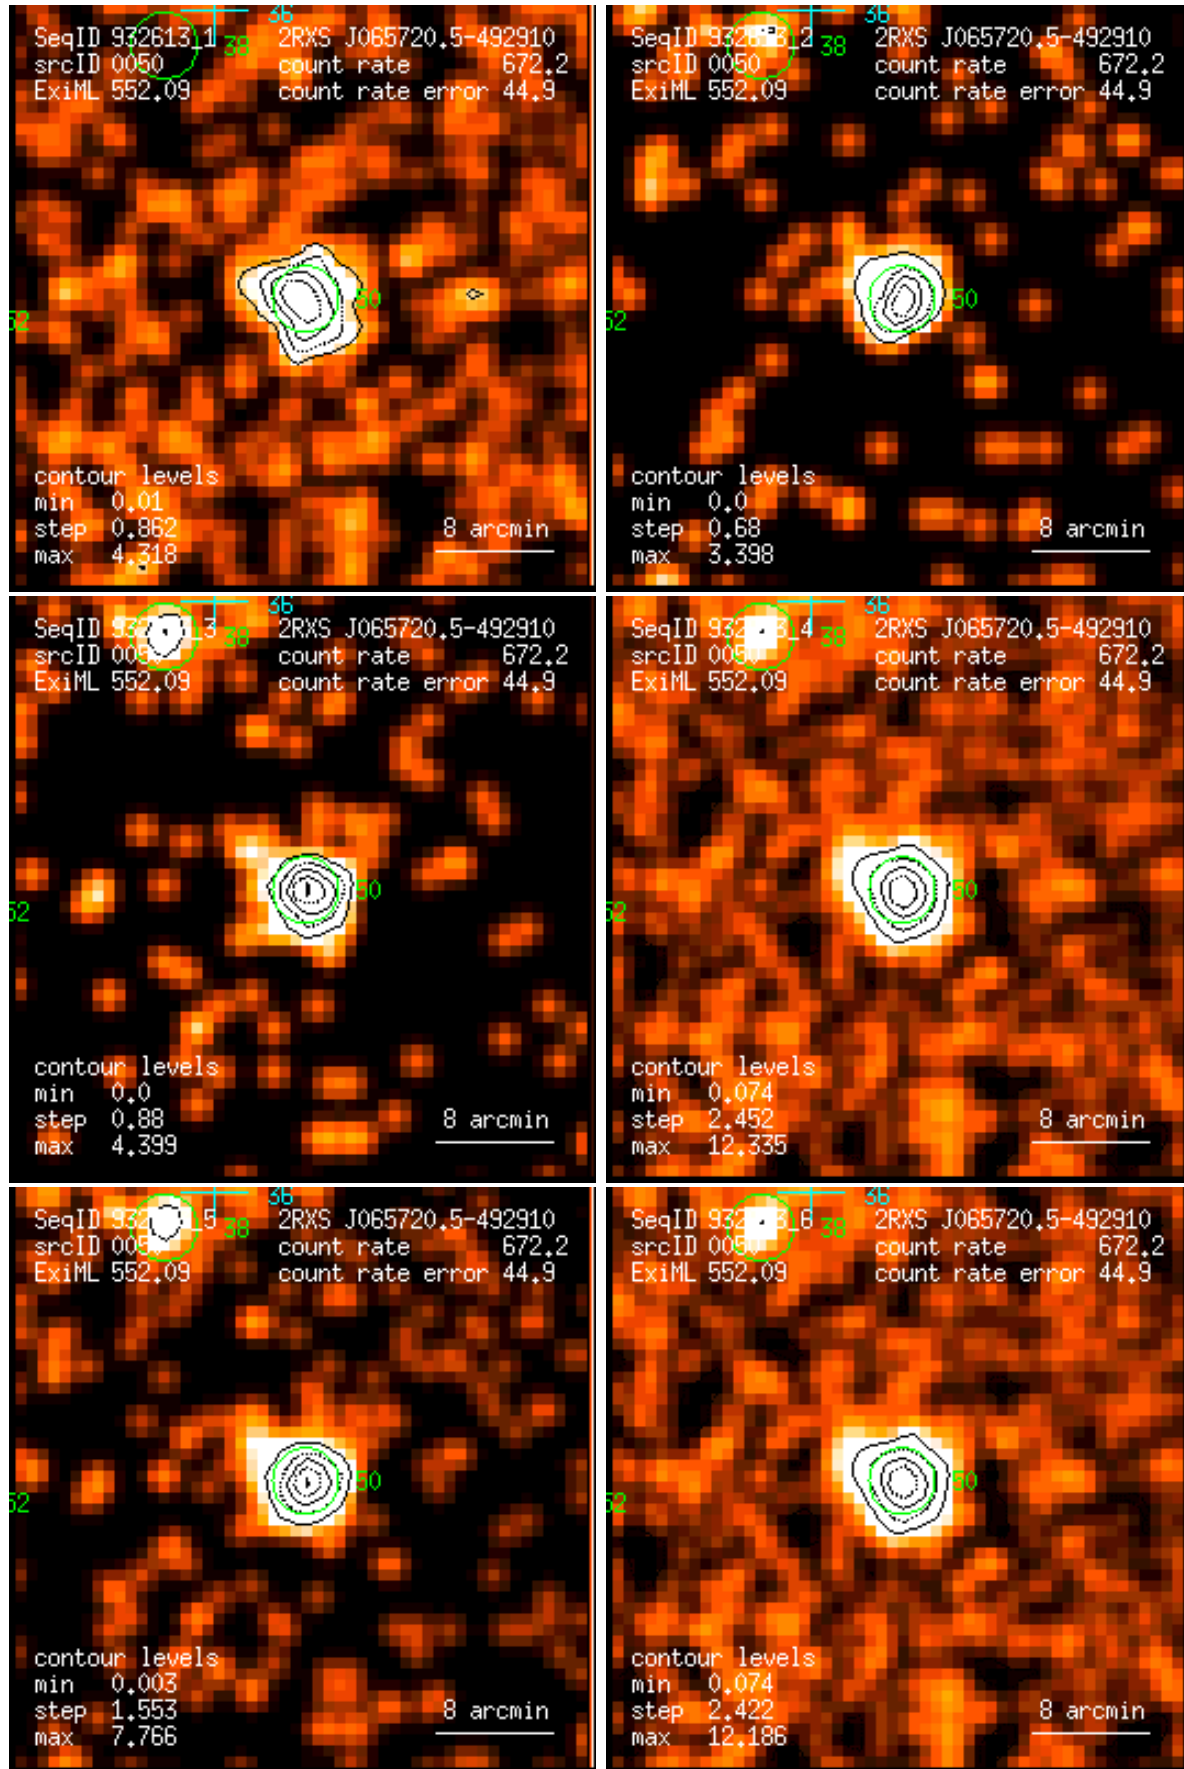 36
SeqID 932613_1 38 2RXS J065720.5-492910
srcID 0050 count rate 672.2
ExiML 552.09 count rate error 44.9
50
52
contour levels
min 0.01
step 0.862 8 arcmin
max 4.318
36
SeqID 932613_2 38 2RXS J065720.5-492910
srcID 0050 count rate 672.2
ExiML 552.09 count rate error 44.9
50
52
contour levels
min 0.0
step 0.68 8 arcmin
max 3.398
36
SeqID 38 2RXS J065720.5-492910
srcID count rate 672.2
ExiML 552.09 count rate error 44.9
50
52
contour levels
min 0.0
step 0.88 8 arcmin
max 4.399
36
SeqID 38 2RXS J065720.5-492910
srcID count rate 672.2
ExiML 552.09 count rate error 44.9
50
52
contour levels
min 0.074
step 2.452 8 arcmin
max 12.335
36
SeqID 38 2RXS J065720.5-492910
srcID count rate 672.2
ExiML 552.09 count rate error 44.9
50
52
contour levels
min 0.003
step 1.553 8 arcmin
max 7.766
36
SeqID 38 2RXS J065720.5-492910
srcID count rate 672.2
ExiML 552.09 count rate error 44.9
50
52
contour levels
min 0.074
step 2.422 8 arcmin
max 12.186